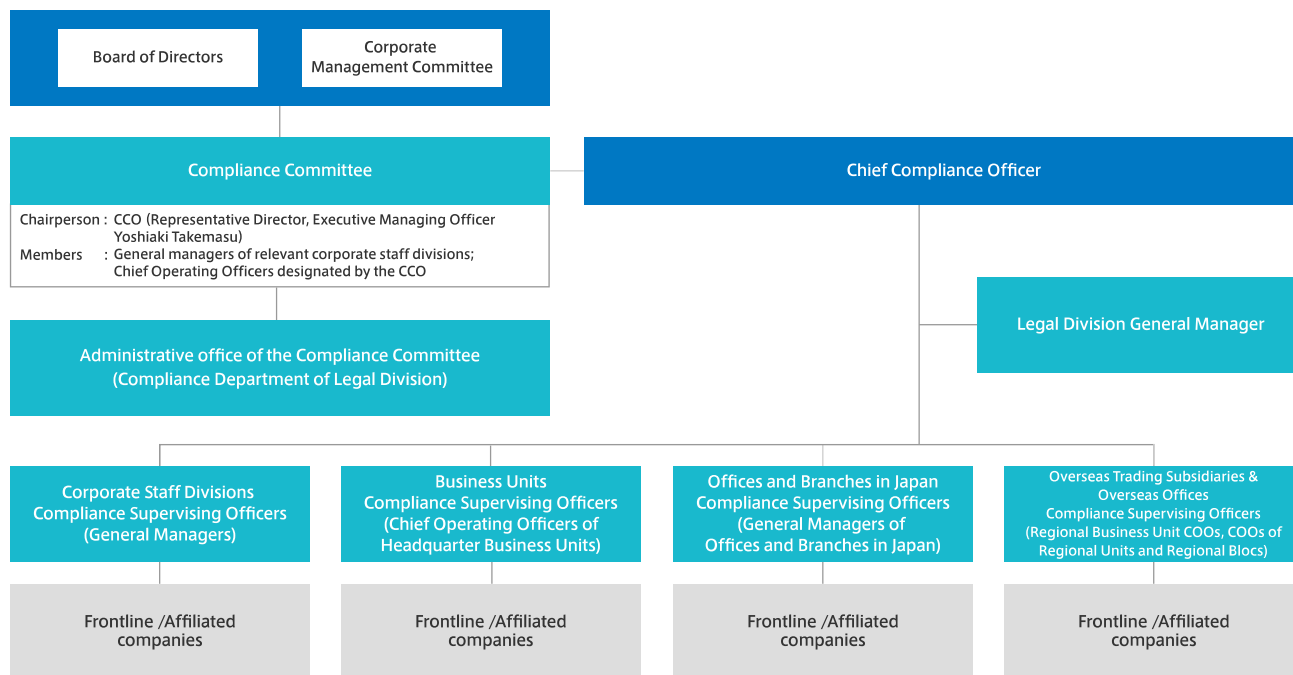 Board of Directors
Corporate
Management Committee
Compliance Committee
Chief Compliance Officer
Chairperson : CCO (Representative Director, Executive Managing Officer
Yoshiaki Takemasu)
Members : General managers of relevant corporate staff divisions;
Chief Operating Officers designated by the CCO
Legal Division General Manager
Administrative office of the Compliance Committee
(Compliance Department of Legal Division)
Corporate Staff Divisions
Compliance Supervising Officers
(General Managers)
Business Units
Compliance Supervising Officers
(Chief Operating Officers of
Headquarter Business Units)
Offices and Branches in Japan
Compliance Supervising Officers
(General Managers of
Offices and Branches in Japan)
Overseas Trading Subsidiaries &
Overseas Offices
Compliance Supervising Officers
(Regional Business Unit COOs, COOs of
Regional Units and Regional Blocs)
Frontline /Affiliated
companies
Frontline /Affiliated
companies
Frontline /Affiliated
companies
Frontline /Affiliated
companies